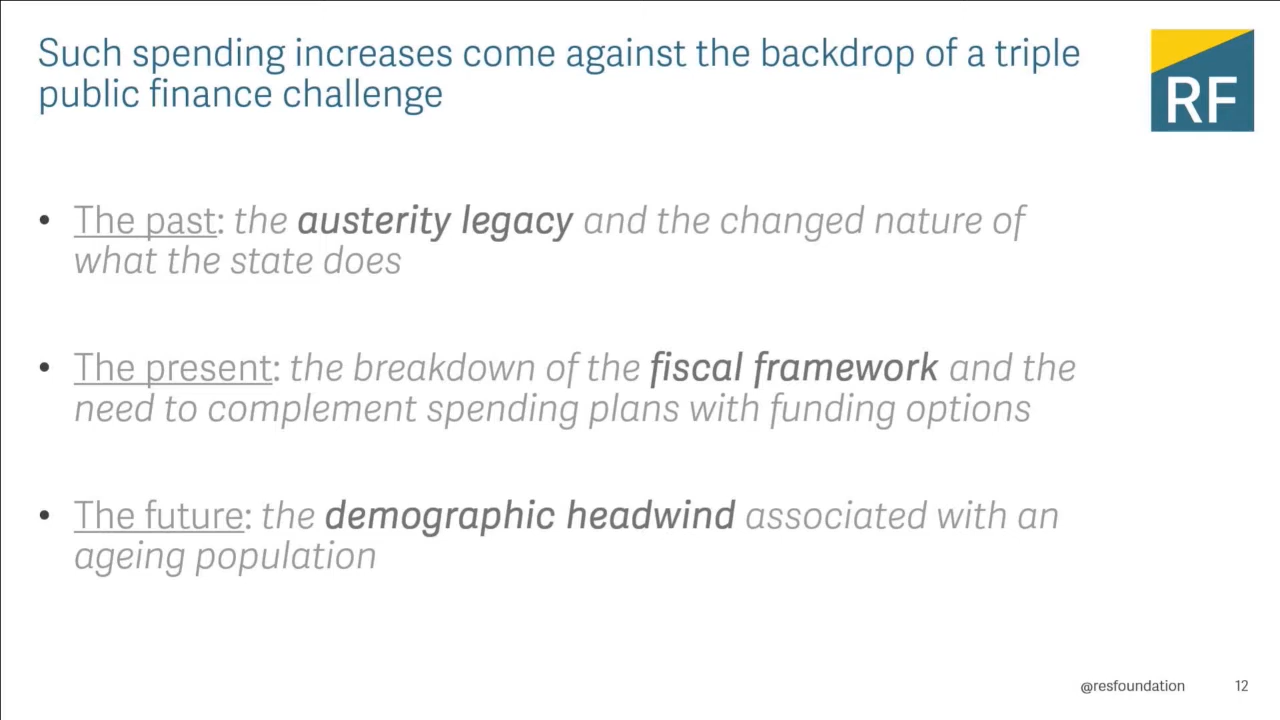 Such spending increases come against the backdrop of a triple
public finance challenge
RF
• The past: the austerity legacy and the changed nature of
what the state does
• The present: the breakdown of the fiscal framework and the
need to complement spending plans with funding options
• The future: the demographic headwind associated with an
ageing population
@resfoundation 12